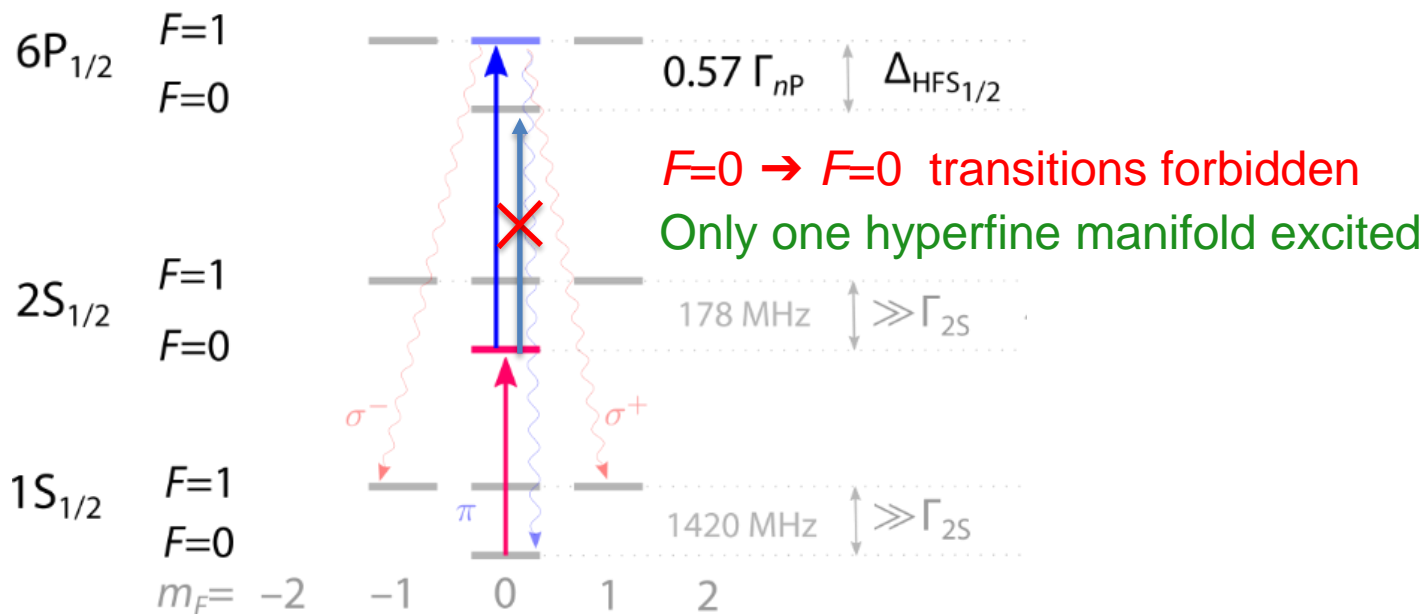 6P1/2 F=1 0.57 ΓnP ΔHFS1/2
F=0
F=0 ➔ F=0 transitions forbidden
Only one hyperfine manifold excited
2S1/2 F=1 178 MHz ≫Γ2S
F=0
σ− σ+
1S1/2 F=1
π 1420 MHz ≫Γ2S
F=0
mF= −2 −1 0 1 2